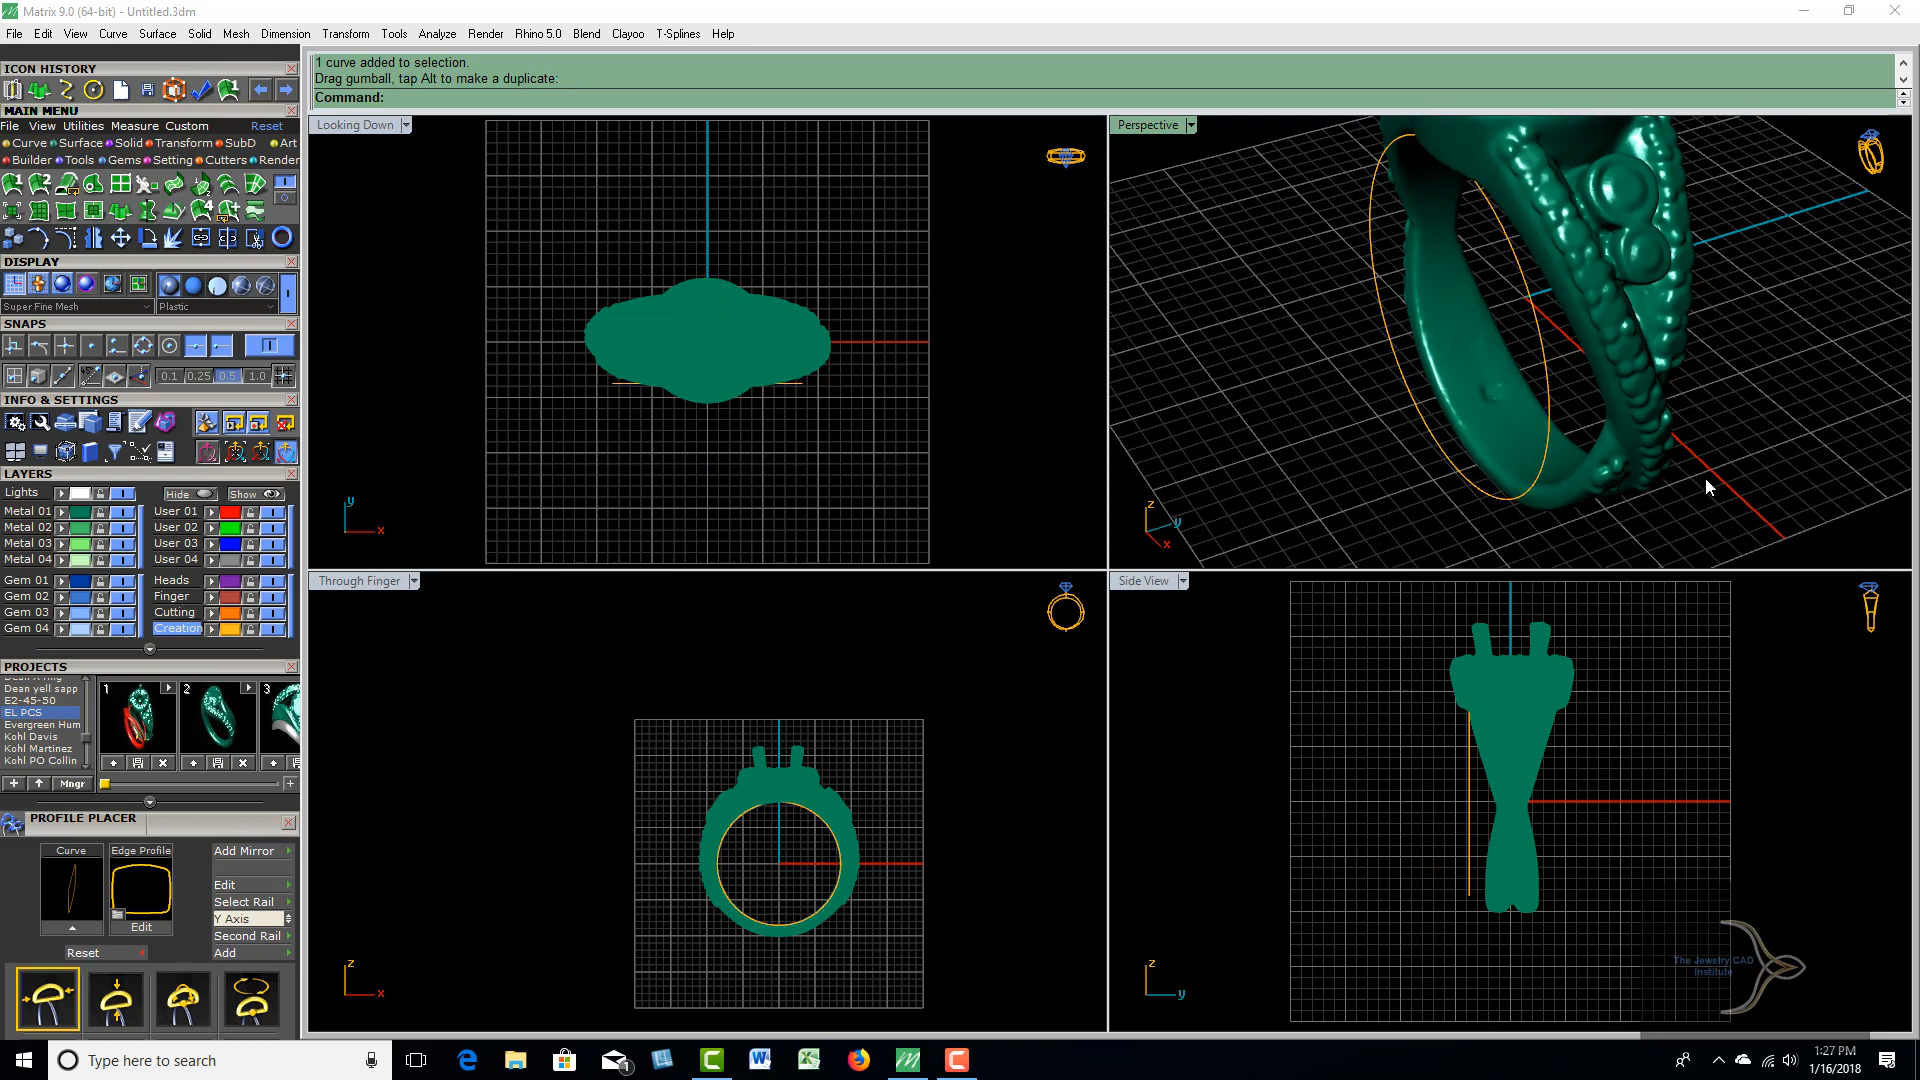 Matrix 9.0 (64-bit) - Untitled.3dm
File Edit View Curve Surface Solid Mesh Dimension Transform Tools Analyze Render Rhino 5.0 Blend Clayoo T-Splines Help
ICON HISTORY
1 curve added to selection.
Drag gumball, tap Alt to make a duplicate:
Command:
MAIN MENU
File View Utilities Measure Custom Reset
Curve Surface Solid Transform SubD Art
Builder Tools Gems Setting Cutters Render
DISPLAY
Super Fine Mesh Plastic
SNAPS
0.1 0.25 0.5 1.0
INFO & SETTINGS
LAYERS
Lights Hide Show
Metal 01 User 01
Metal 02 User 02
Metal 03 User 03
Metal 04 User 04
Gem 01 Heads
Gem 02 Finger
Gem 03 Cutting
Gem 04 Creation
PROJECTS
Dean yell sapp
E2-45-50
EL PCS
Evergreen Hum
Kohl Davis
Kohl Martinez
Kohl PO Collin
1 2 3
Mngr
PROFILE PLACER
Curve Edge Profile Add Mirror
Edit
Select Rail
Y Axis
Edit Second Rail
Reset Add
Looking Down
y
x
Perspective
z
y
x
Through Finger
z
x
Side View
z
y
The Jewelry CAD
Institute
Type here to search
1:27 PM
1/16/2018